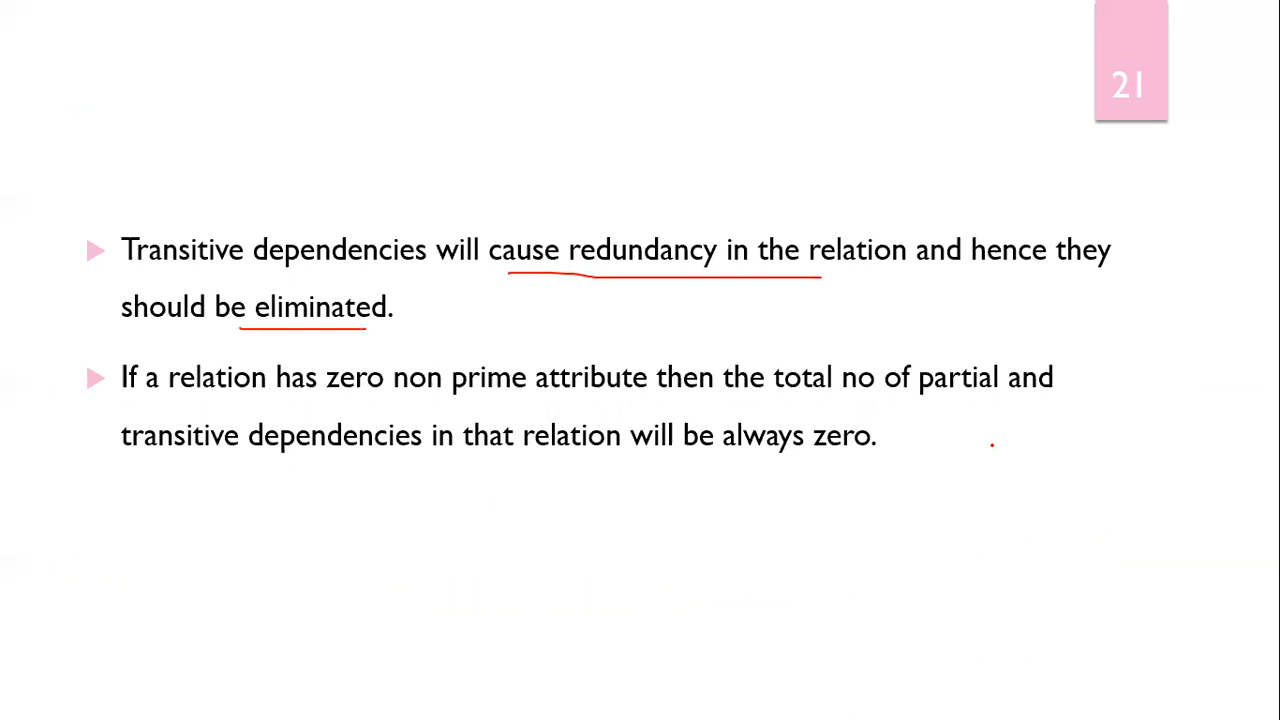 21
Transitive dependencies will cause redundancy in the relation and hence they
should be eliminated.
If a relation has zero non prime attribute then the total no of partial and
transitive dependencies in that relation will be always zero.